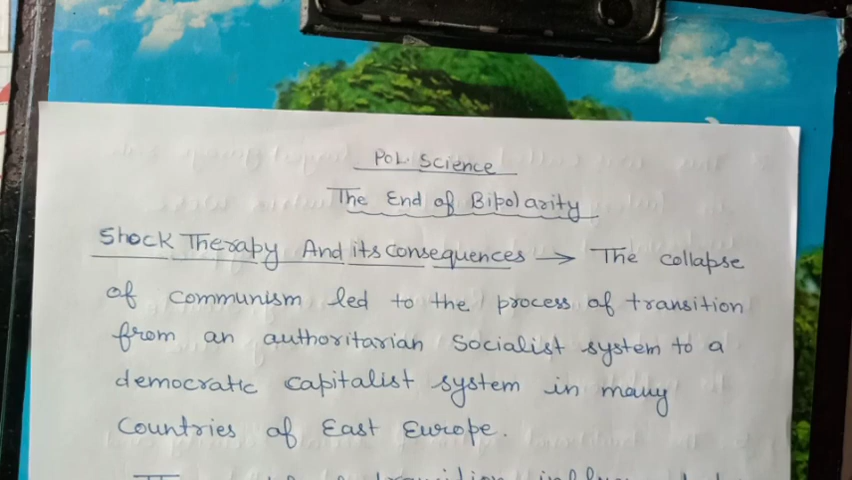 Pol. Science
The End of Bipolarity
Shock Therapy And its consequences → The collapse
of communism led to the process of transition
from an authoritarian Socialist system to a
democratic capitalist system in many
Countries of East Europe.